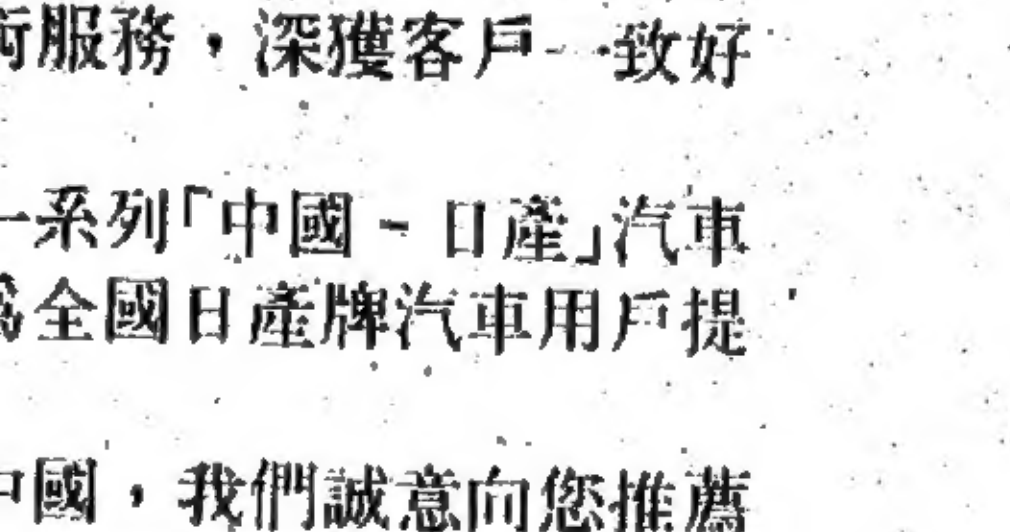 術服務，深獲客戶一致好
一系列「中國－日產」汽車
為全國日產牌汽車用戶提
中國，我們誠意向您推薦